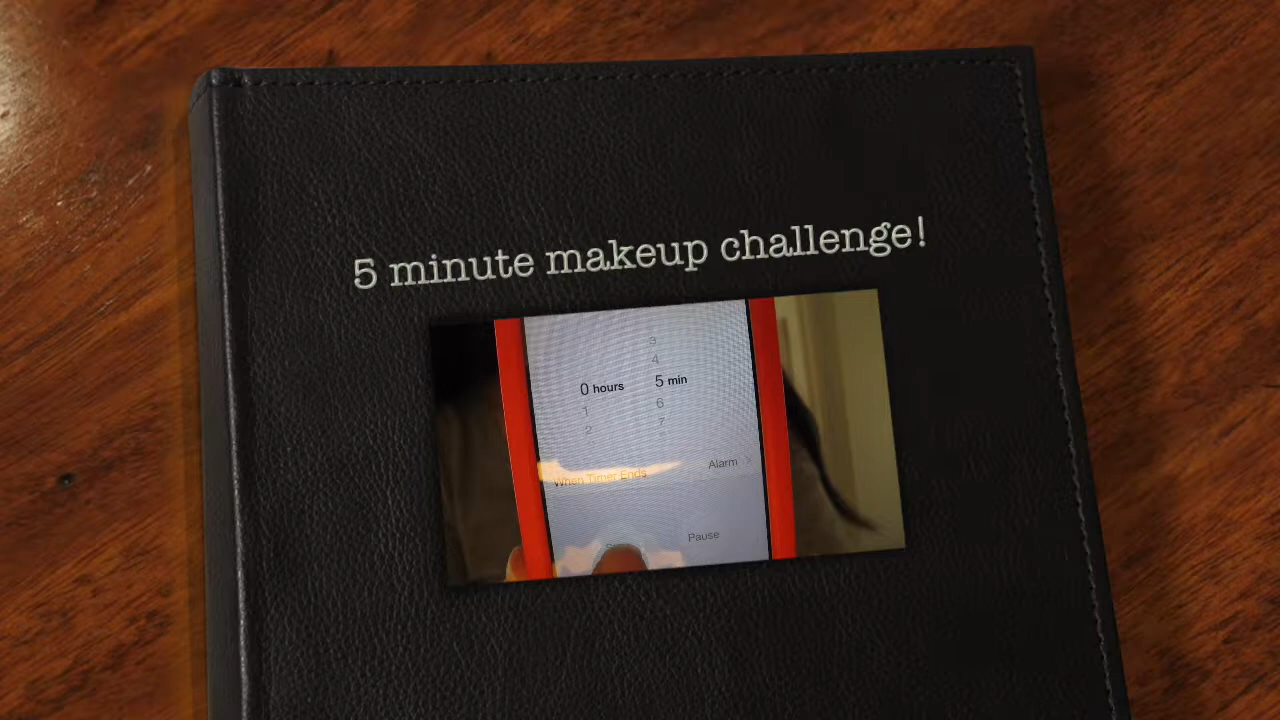 5 minute makeup challenge!
3
4
0 hours 5 min
1 6
2 7
When Timer Ends Alarm >
Pause